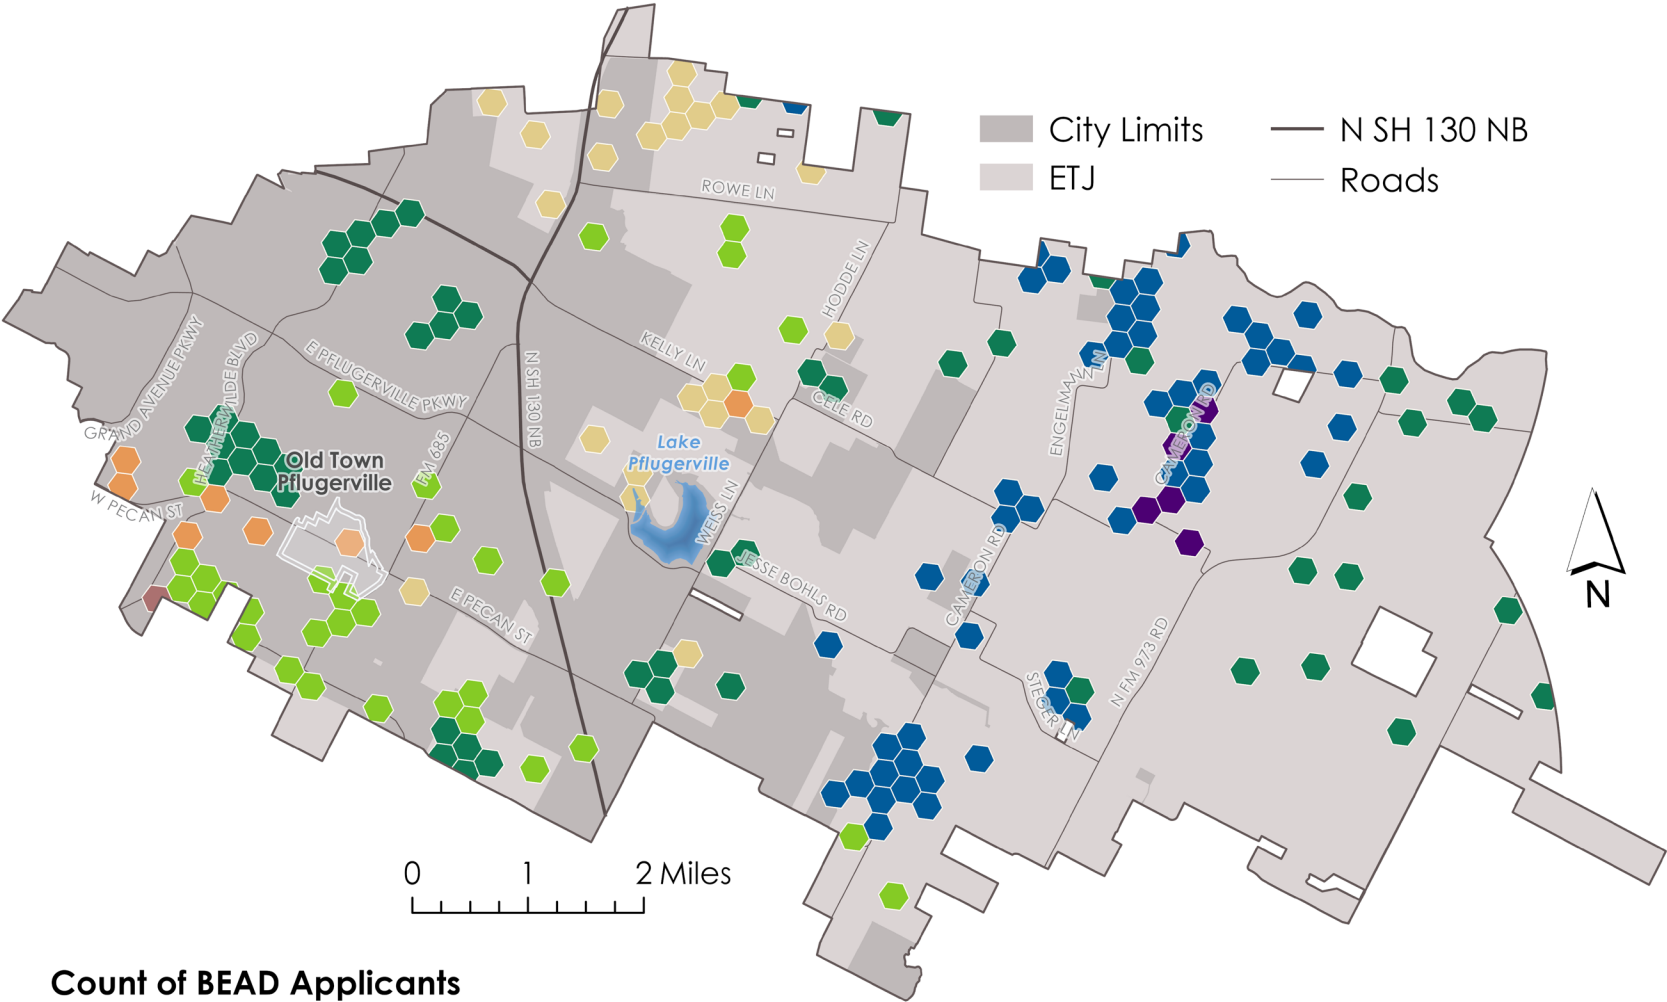 City Limits
N SH 130 NB
ETJ
Roads
ROWE LN
HODDE LN
KELLY LN
CELE RD
GRAND AVENUE PKWY
HEATHERWILDE BLVD
E PFLUGERVILLE PKWY
N SH 130 NB
FM 685
Old Town
Pflugerville
W PECAN ST
E PECAN ST
Lake
Pflugerville
WEISS LN
JESSE BOHLS RD
CAMERON RD
ENGELMANN LN
CAMERON RD
STEGER LN
N FM 973 RD
N
0 1 2 Miles
Count of BEAD Applicants